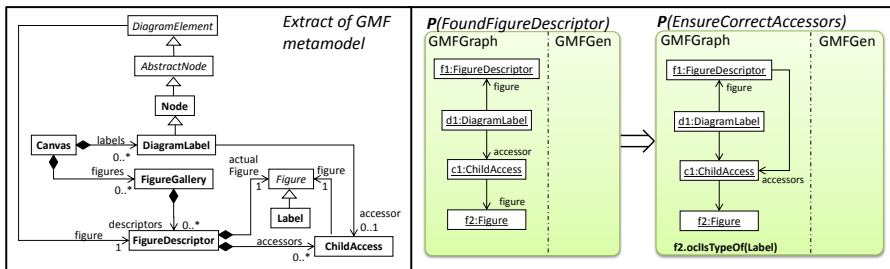 Extract of GMF
metamodel
DiagramElement
AbstractNode
Node
Canvas
labels
0..*
DiagramLabel
figures
0..*
FigureGallery
actual
Figure
1
Figure
figure
1
Label
descriptors
0..*
accessor
0..1
figure
1
FigureDescriptor
accessors
0..*
ChildAccess
P(FoundFigureDescriptor)
GMFGraph
GMFGen
f1:FigureDescriptor
figure
d1:DiagramLabel
accessor
c1:ChildAccess
figure
f2:Figure
P(EnsureCorrectAccessors)
GMFGraph
GMFGen
f1:FigureDescriptor
figure
d1:DiagramLabel
c1:ChildAccess
accessors
f2:Figure
f2.oclIsTypeOf(Label)